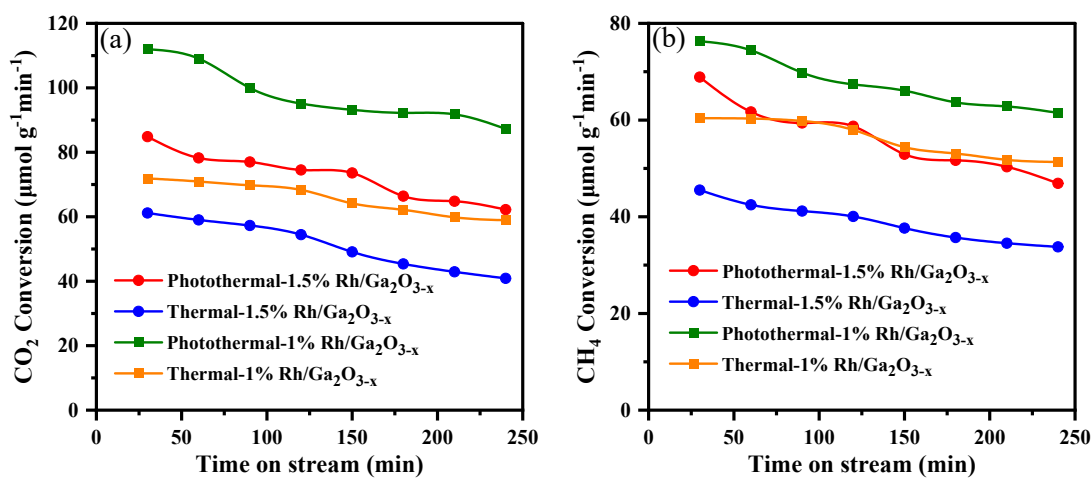 (a)
CO₂ Conversion (μmol g⁻¹min⁻¹)
120
100
80
60
40
20
0
Photothermal-1.5% Rh/Ga₂O₃₋ₓ
Thermal-1.5% Rh/Ga₂O₃₋ₓ
Photothermal-1% Rh/Ga₂O₃₋ₓ
Thermal-1% Rh/Ga₂O₃₋ₓ
0 50 100 150 200 250
Time on stream (min)
(b)
CH₄ Conversion (μmol g⁻¹min⁻¹)
80
60
40
20
0
Photothermal-1.5% Rh/Ga₂O₃₋ₓ
Thermal-1.5% Rh/Ga₂O₃₋ₓ
Photothermal-1% Rh/Ga₂O₃₋ₓ
Thermal-1% Rh/Ga₂O₃₋ₓ
0 50 100 150 200 250
Time on stream (min)